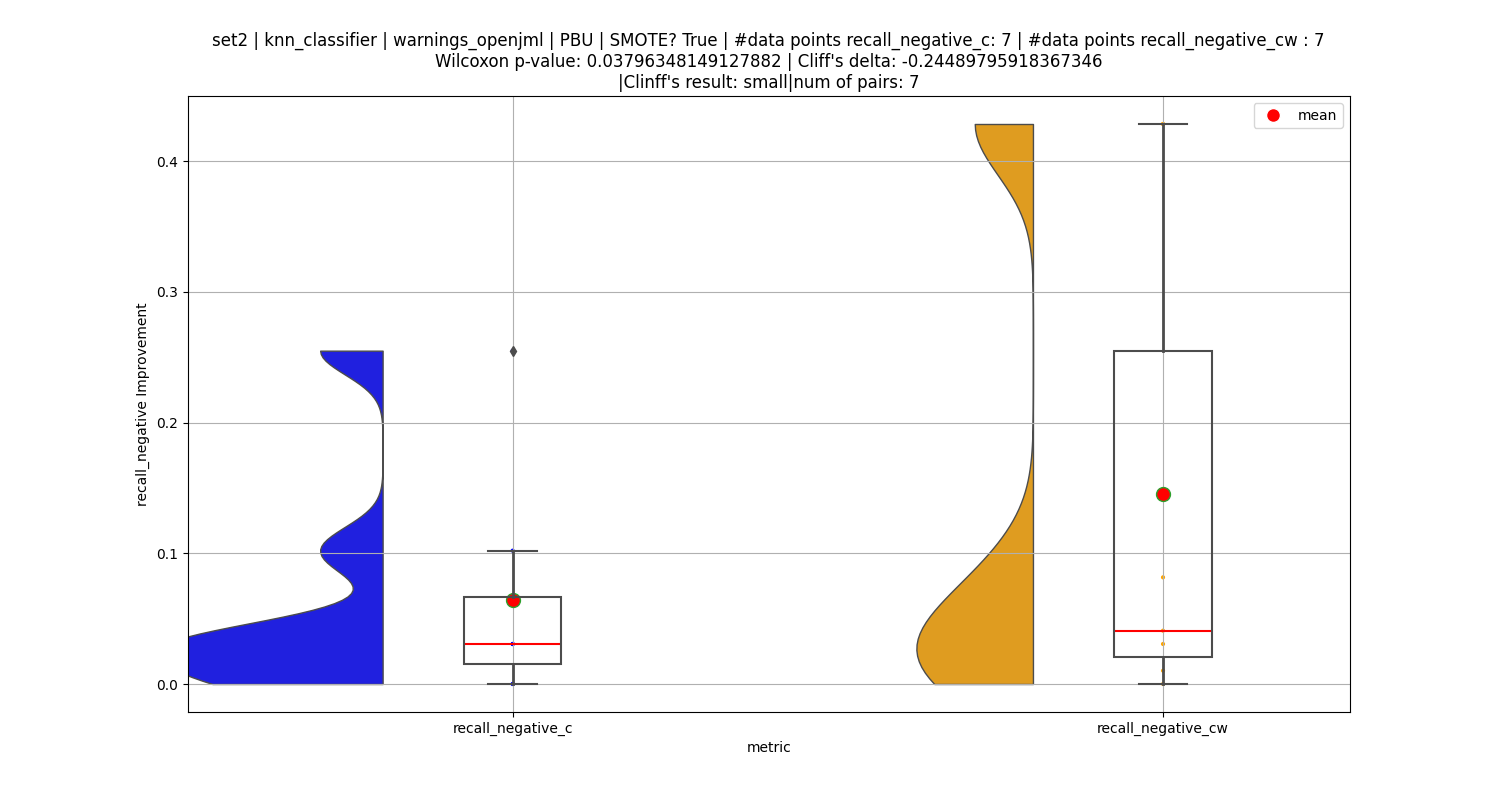 set2 | knn_classifier | warnings_openjml | PBU | SMOTE? True | #data points recall_negative_c: 7 | #data points recall_negative_cw : 7
Wilcoxon p-value: 0.03796348149127882 | Cliff's delta: -0.24489795918367346
|Clinff's result: small|num of pairs: 7
mean
0.4
0.3
0.2
0.1
0.0
recall_negative Improvement
recall_negative_c
recall_negative_cw
metric